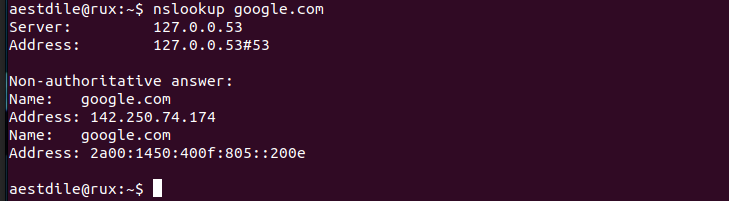 aestdile@rux:~$ nslookup google.com
Server:         127.0.0.53
Address:        127.0.0.53#53

Non-authoritative answer:
Name:   google.com
Address: 142.250.74.174
Name:   google.com
Address: 2a00:1450:400f:805::200e

aestdile@rux:~$